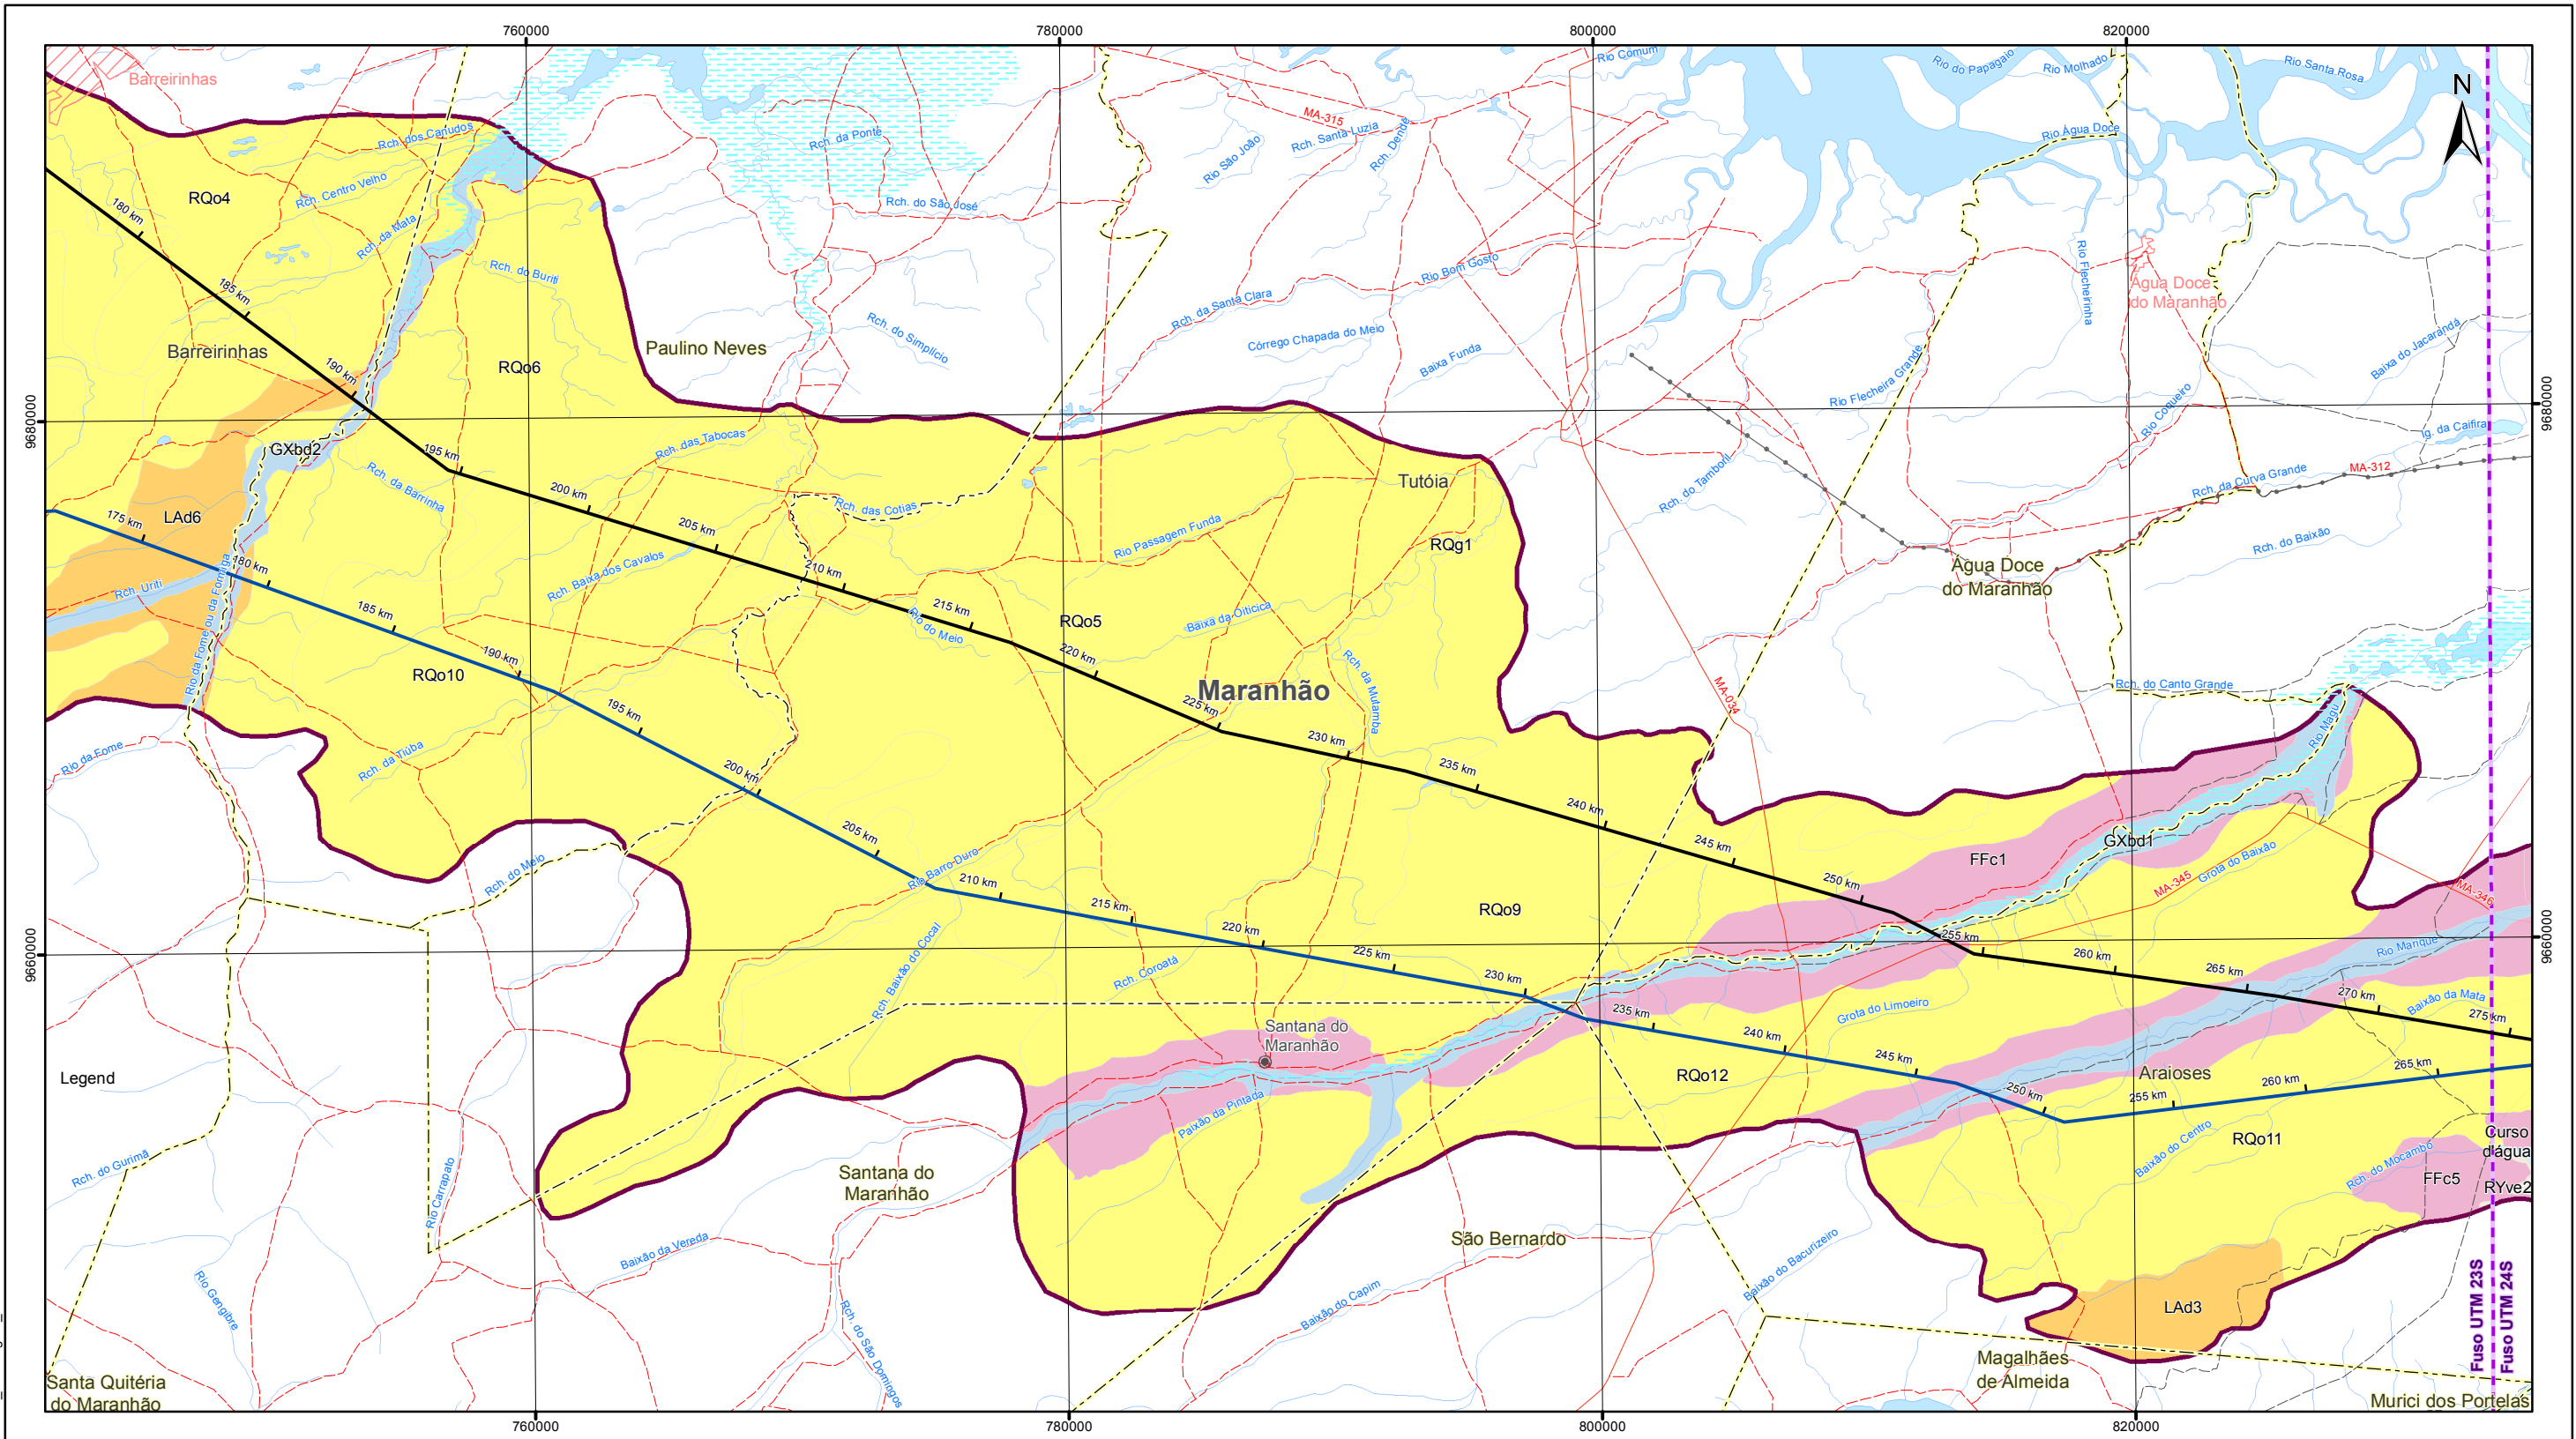 760000
780000
800000
820000
Barreirinhas
Rch. dos Canudos
Rch. da Ponte
MA-315
Rio Comum
Rio do Papagaio
Rio Molhado
Rio Santa Rosa
N
Rch. Santa Luzia
Rch. Dendê
Rio São João
Rio Água Doce
RQo4
Rch. Centro Velho
Rch. da Mata
Rch. do São José
180 km
Rch. do Buriti
Rio Bom Gosto
Rio Flecheirinha
Água Doce
do Maranhão
185 km
Rch. da Santa Clara
Rch. do Simplício
Córrego Chapada do Meio
Baixa Funda
Baixa do Jacarandá
Barreirinhas
Paulino Neves
RQo6
190 km
Rio Flecheira Grande
Rio Coqueiro
9680000
9680000
Ig. da Caifira
GXbd2
195 km
Rch. das Tabocas
Rch. da Barrinha
Tutóia
Rch. do Tamboril
MA-312
Rch. da Curva Grande
200 km
Rch. das Cotias
LAd6
175 km
205 km
Rio Passagem Funda
RQg1
Rch. do Baixão
180 km
Rch. Uriti
Rch. Baixa dos Cavalos
210 km
Água Doce
do Maranhão
Rio da Fome ou da Formiga
185 km
215 km
Rio do Meio
RQo5
Baixa da Oiticica
190 km
RQo10
220 km
Rch. da Mutamba
Maranhão
225 km
MA-034
Rch. do Canto Grande
195 km
230 km
Rio Magu
Rio da Fome
Rch. da Tiúba
200 km
235 km
240 km
205 km
245 km
GXbd1
FFc1
Rch. do Meio
Rio Barro Duro
210 km
250 km
MA-345
Grota do Baixão
MA-346
215 km
RQo9
220 km
255 km
9660000
9660000
Rch. Baixão do Cocal
225 km
260 km
Rio Marique
Rch. Coroatá
230 km
265 km
270 km
Baixão da Mata
235 km
Grota do Limoeiro
275 km
Santana do
Maranhão
240 km
245 km
Legend
RQo12
Araioses
265 km
260 km
250 km
255 km
Paixão da Pintada
Baixão do Centro
RQo11
Curso
d'água
Rch. do Gurimã
Rch. do Mocambo
FFc5
RYve2
Santana do
Maranhão
Rio Carrapato
São Bernardo
Baixão da Vereda
Baixão do Bacurizeiro
Baixão do Capim
Rio Gengibre
Rch. do São Domingos
LAd3
Fuso UTM 23S
Fuso UTM 24S
Magalhães
de Almeida
Santa Quitéria
do Maranhão
Murici dos Portelas
760000
780000
800000
820000